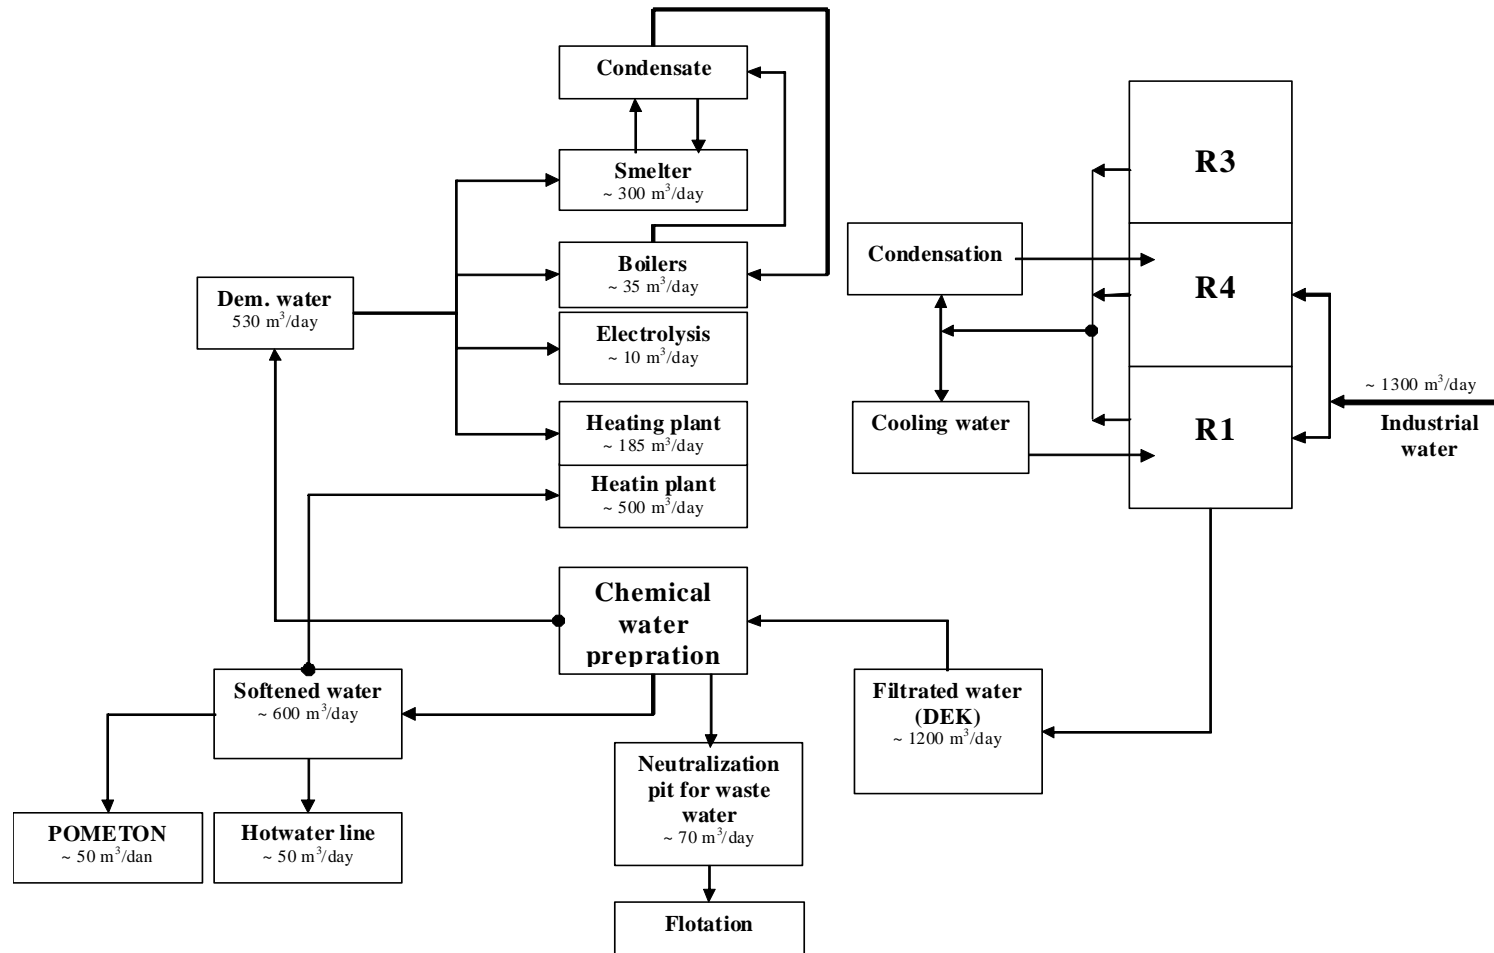 Condensate
Smelter
~ 300 m³/day
Boilers
~ 35 m³/day
Dem. water
530 m³/day
Electrolysis
~ 10 m³/day
Heating plant
~ 185 m³/day
Heatin plant
~ 500 m³/day
Condensation
Cooling water
R3
R4
R1
~ 1300 m³/day
Industrial
water
Chemical
water
prepration
Softened water
~ 600 m³/day
Filtrated water
(DEK)
~ 1200 m³/day
Neutralization
pit for waste
water
~ 70 m³/day
POMETON
~ 50 m³/dan
Hotwater line
~ 50 m³/day
Flotation